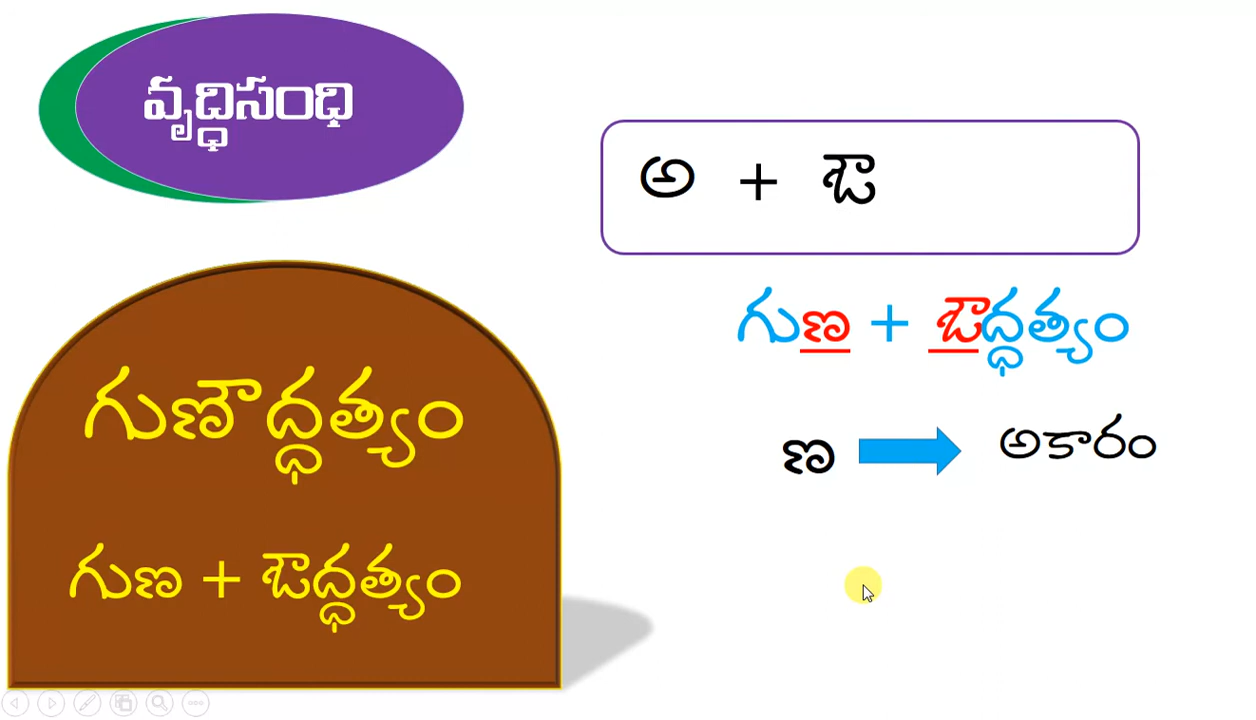 వృద్ధిసంధి
అ + ఔ
గుణ + ఔద్ధత్యం
ణ అకారం
గుణౌద్ధత్యం
గుణ + ఔద్ధత్యం